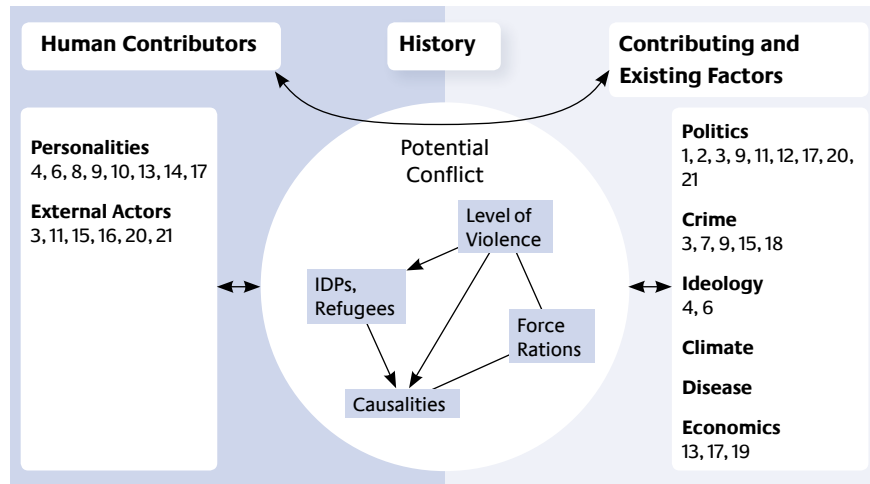 Human Contributors
History
Contributing and
Existing Factors
Personalities
4, 6, 8, 9, 10, 13, 14, 17
External Actors
3, 11, 15, 16, 20, 21
Potential
Conflict
Level of
Violence
IDPs,
Refugees
Force
Rations
Causalities
Politics
1, 2, 3, 9, 11, 12, 17, 20,
21
Crime
3, 7, 9, 15, 18
Ideology
4, 6
Climate
Disease
Economics
13, 17, 19